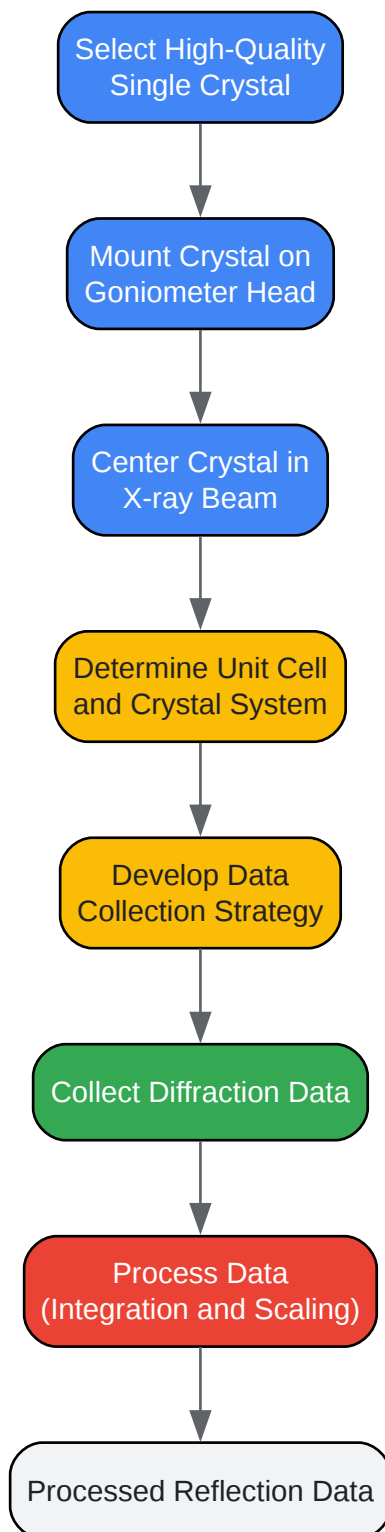 Select High-Quality
Single Crystal
Mount Crystal on
Goniometer Head
Center Crystal in
X-ray Beam
Determine Unit Cell
and Crystal System
Develop Data
Collection Strategy
Collect Diffraction Data
Process Data
(Integration and Scaling)
Processed Reflection Data